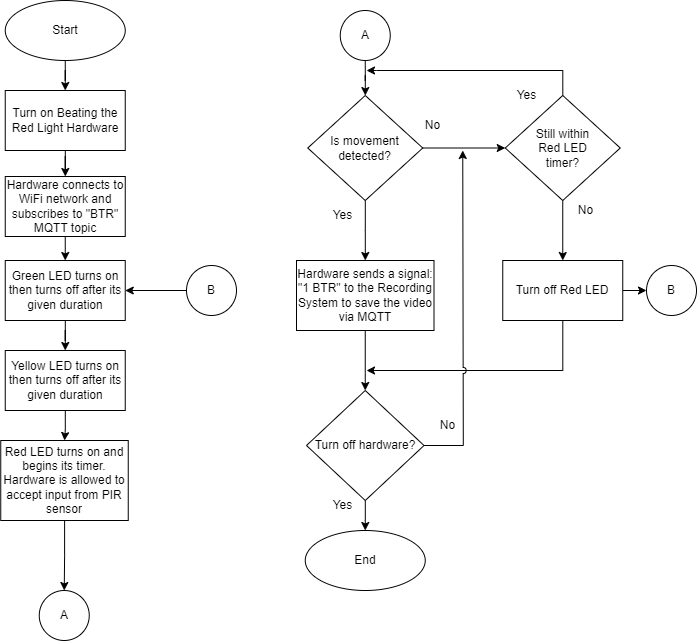 Start
Turn on Beating the
Red Light Hardware
Hardware connects to
WiFi network and
subscribes to "BTR"
MQTT topic
Green LED turns on
then turns off after its
given duration
B
Yellow LED turns on
then turns off after its
given duration
Red LED turns on and
begins its timer.
Hardware is allowed to
accept input from PIR
sensor
A
A
Is movement
detected?
No
Yes
Still within
Red LED
timer?
Yes
No
Hardware sends a signal:
"1 BTR" to the Recording
System to save the video
via MQTT
Turn off Red LED
B
Turn off hardware?
No
Yes
End